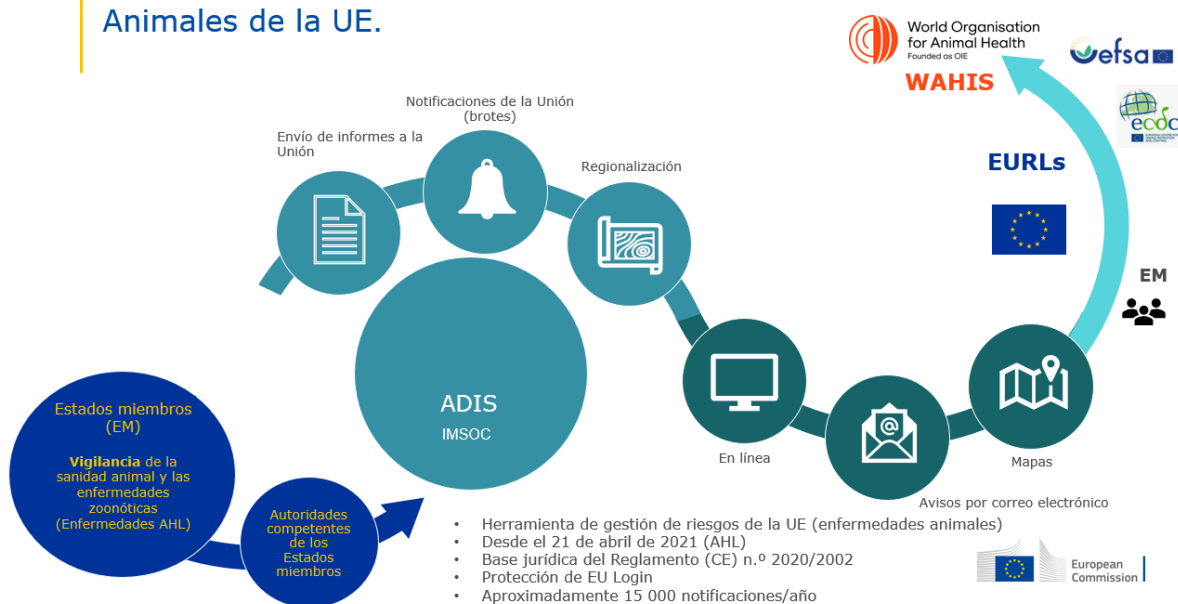 Animales de la UE.
World Organisation
for Animal Health
Founded as OIE
WAHIS
efsa
ecdc
Notificaciones de la Unión
(brotes)
Envío de informes a la
Unión
Regionalización
EURLs
EM
ADIS
IMSOC
Estados miembros
(EM)
Vigilancia de la
sanidad animal y las
enfermedades
zoonóticas
(Enfermedades AHL)
Autoridades
competentes
de los
Estados
miembros
@
En línea
Mapas
Avisos por correo electrónico
• Herramienta de gestión de riesgos de la UE (enfermedades animales)
• Desde el 21 de abril de 2021 (AHL)
• Base jurídica del Reglamento (CE) n.º 2020/2002
• Protección de EU Login
• Aproximadamente 15 000 notificaciones/año
European
Commission